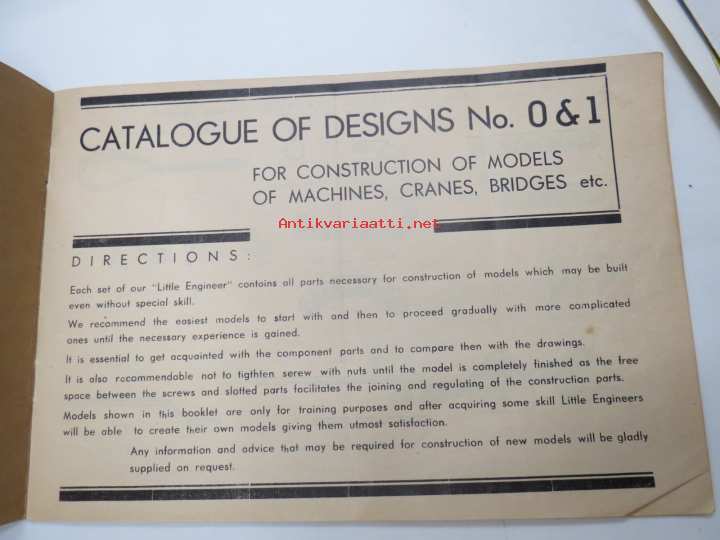 CATALOGUE OF DESIGNS No. 0 & 1
FOR CONSTRUCTION OF MODELS
OF MACHINES, CRANES, BRIDGES etc.
Antikvariaatti.net
DIRECTIONS:
Each set of our "Little Engineer" contains all parts necessary for construction of models which may be built
even without special skill.
We recommend the easiest models to start with and then to proceed gradually with more complicated
ones until the necessary experience is gained.
It is essential to get acquainted with the component parts and to compare then with the drawings.
It is also recommendable not to tigthten serew with nuts until the model is completely finished as the free
space between the screws and slotted parts facilitates the joining and regulating of the construction parts.
Models shown in this booklet are only for training purposes and after acquiring some skill Little Engineers
will be able to create their own models giving them utmost satisfaction.
Any information and advice that may be required for construction of new models will be gladly
supplied on request.